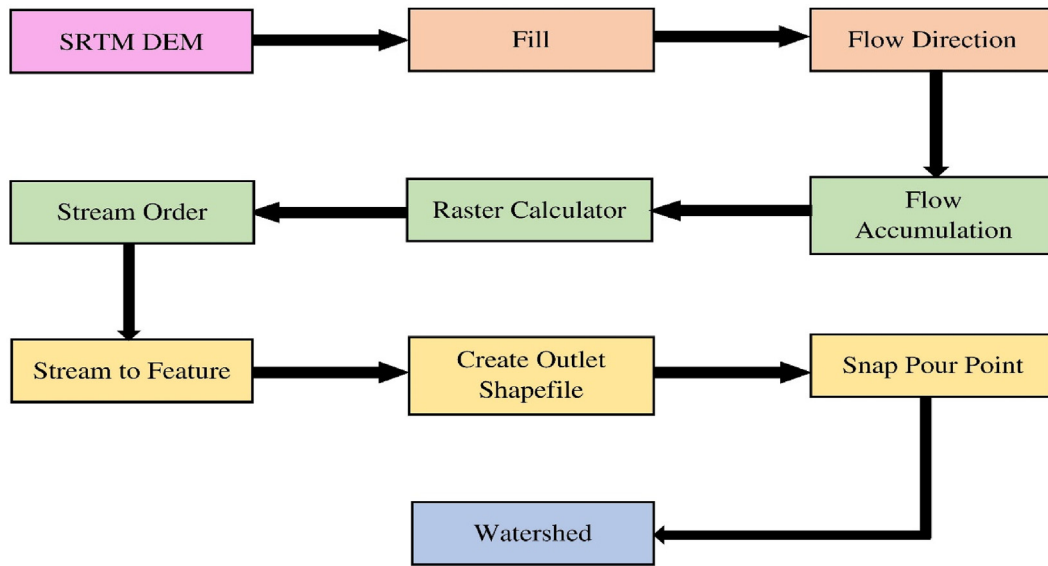 SRTM DEM
Fill
Flow Direction
Flow
Accumulation
Raster Calculator
Stream Order
Stream to Feature
Create Outlet
Shapefile
Snap Pour Point
Watershed